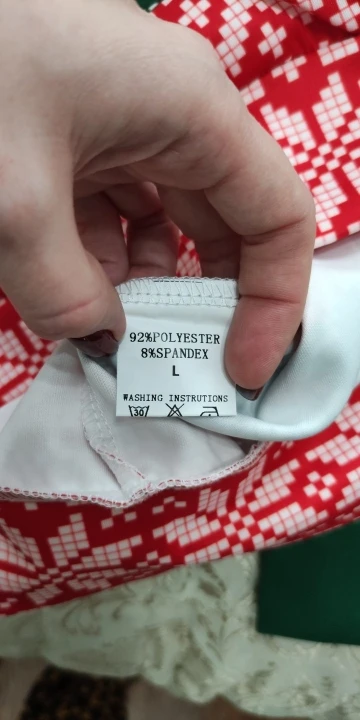 92%POLYESTER
8%SPANDEX
L
WASHING INSTRUTIONS
30